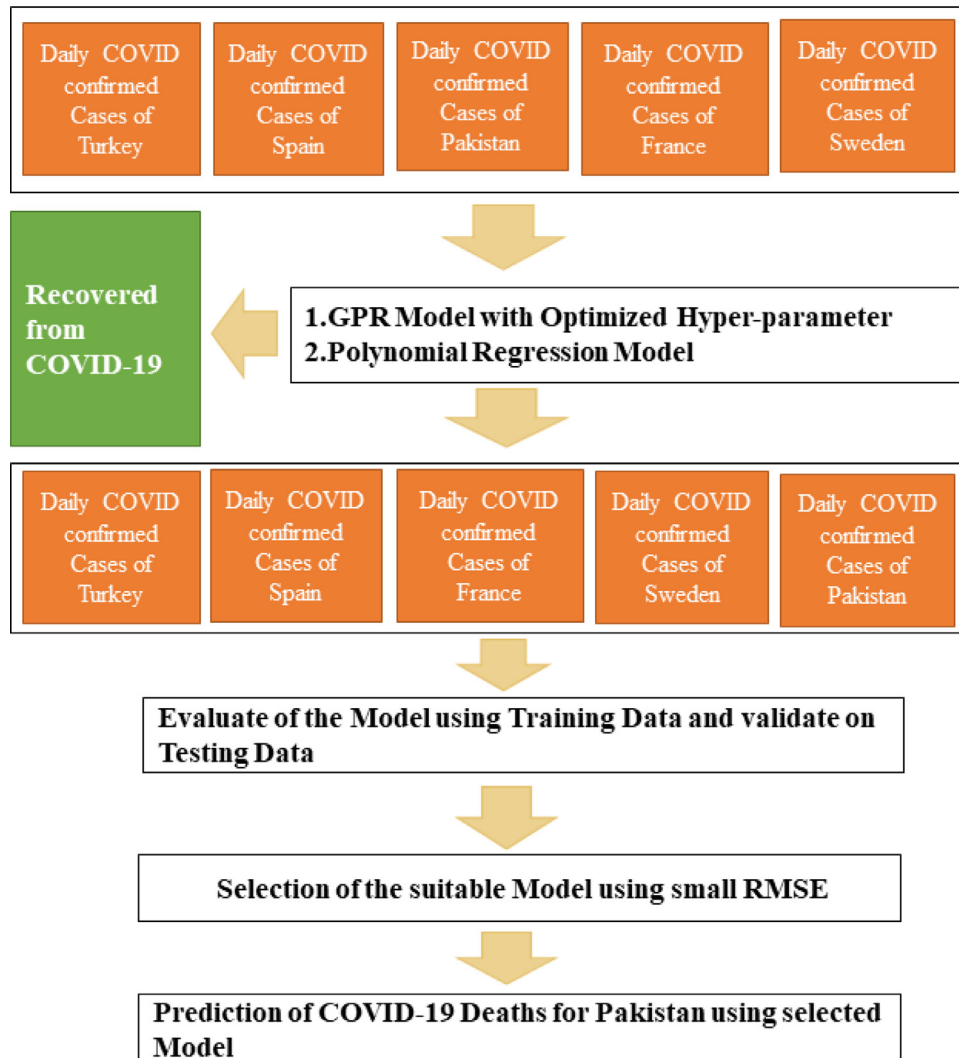 Daily COVID
confirmed
Cases of
Turkey
Daily COVID
confirmed
Cases of
Spain
Daily COVID
confirmed
Cases of
Pakistan
Daily COVID
confirmed
Cases of
France
Daily COVID
confirmed
Cases of
Sweden
Recovered
from
COVID-19
1.GPR Model with Optimized Hyper-parameter
2.Polynomial Regression Model
Daily COVID
confirmed
Cases of
Turkey
Daily COVID
confirmed
Cases of
Spain
Daily COVID
confirmed
Cases of
France
Daily COVID
confirmed
Cases of
Sweden
Daily COVID
confirmed
Cases of
Pakistan
Evaluate of the Model using Training Data and validate on
Testing Data
Selection of the suitable Model using small RMSE
Prediction of COVID-19 Deaths for Pakistan using selected
Model